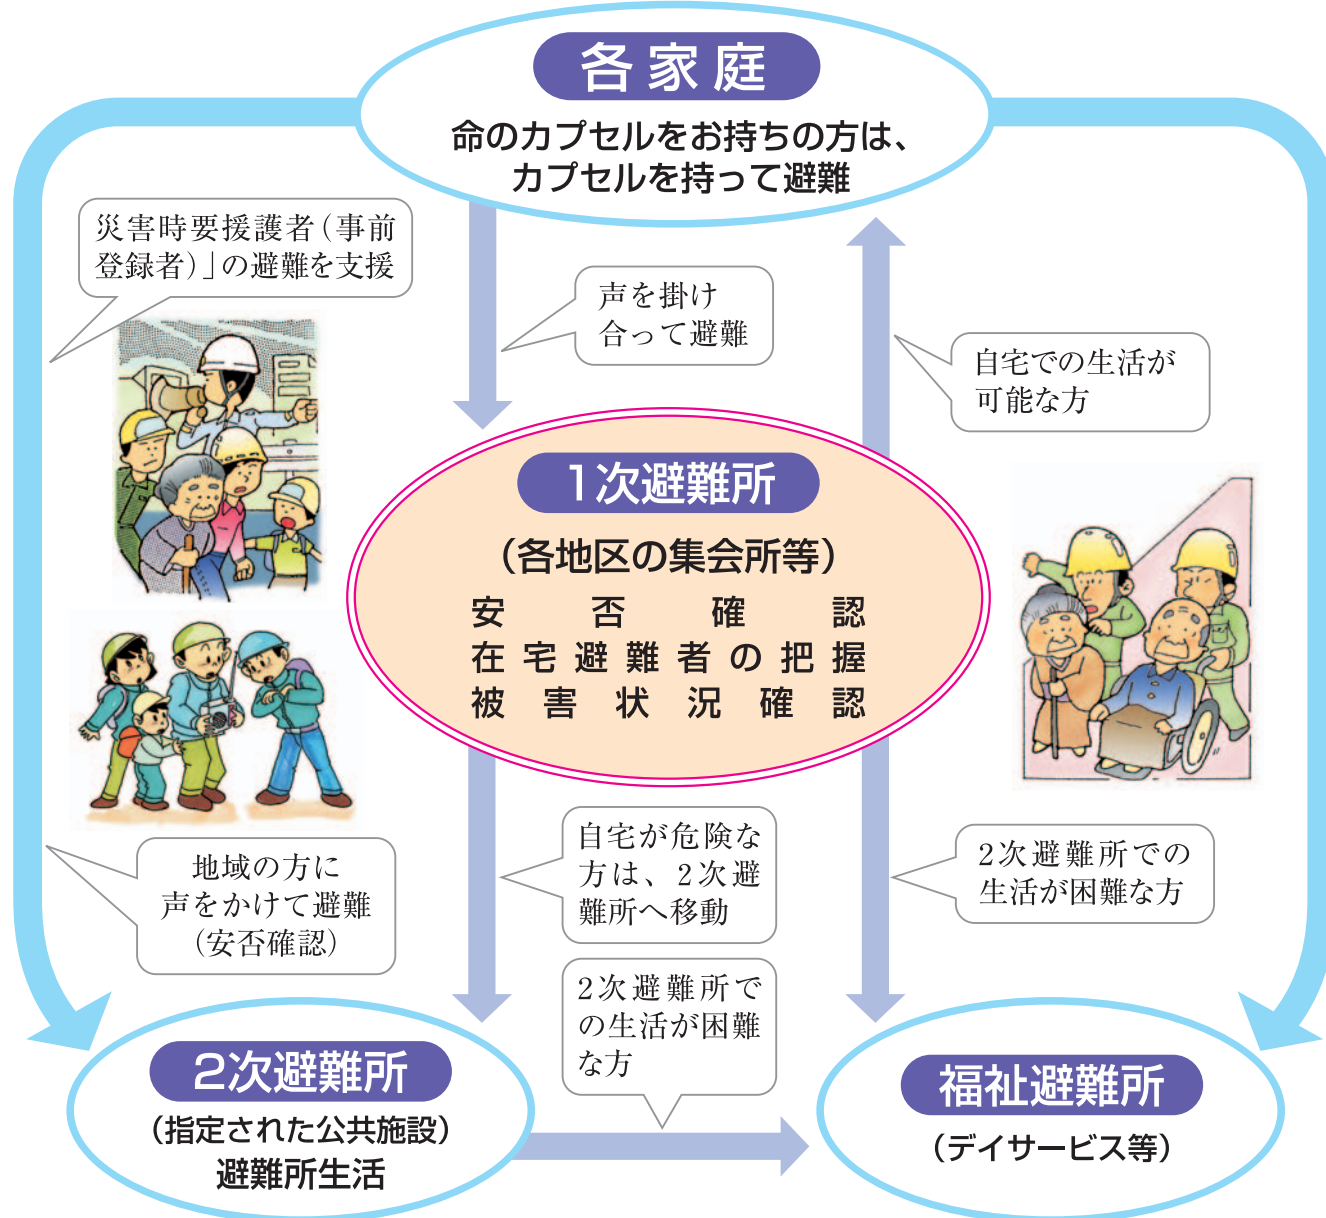 各家庭
命のカプセルをお持ちの方は、
カプセルを持って避難
災害時要援護者(事前
登録者)」の避難を支援
声を掛け
合って避難
自宅での生活が
可能な方
1次避難所
(各地区の集会所等)
安否確認
在宅避難者の把握
被害状況確認
地域の方に
声をかけて避難
(安否確認)
自宅が危険な
方は、2次避
難所へ移動
2次避難所での
生活が困難な方
2次避難所で
の生活が困難
な方
2次避難所
(指定された公共施設)
避難所生活
福祉避難所
(デイサービス等)